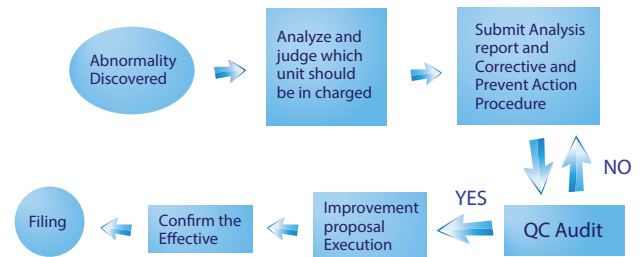 Abnormality
Discovered
Analyze and
judge which
unit should
be in charged
Submit Analysis
report and
Corrective and
Prevent Action
Procedure
NO
QC Audit
YES
Improvement
proposal
Execution
Confirm the
Effective
Filing